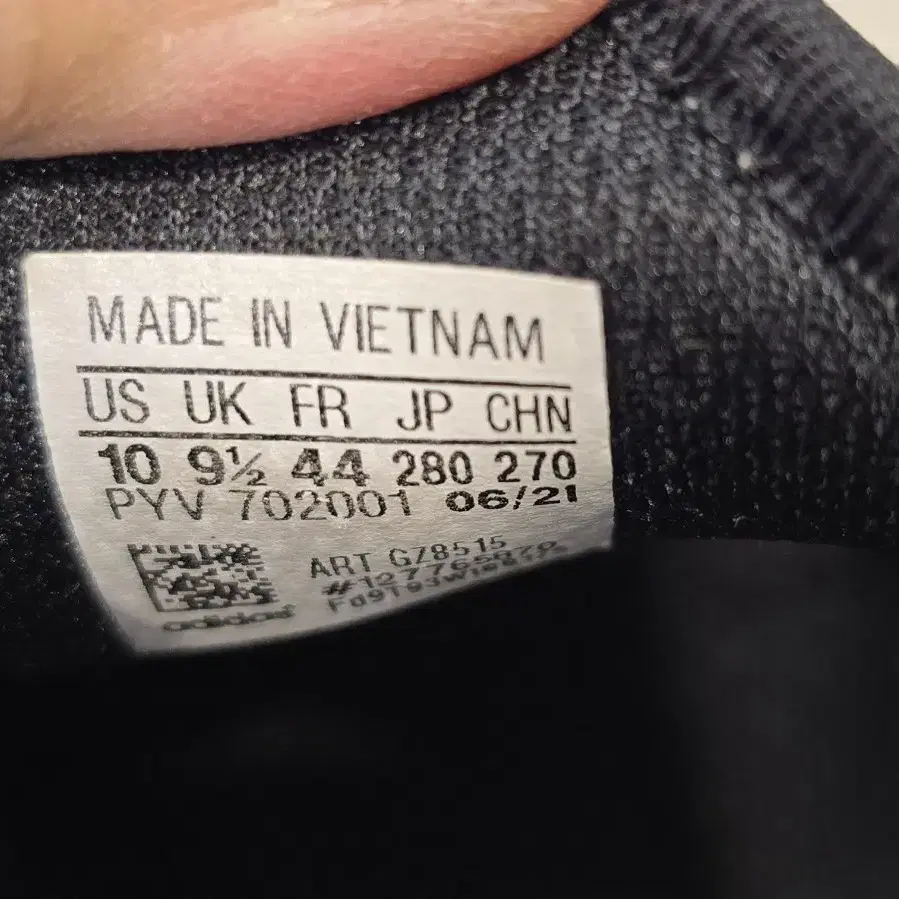 MADE IN VIETNAM
US UK FR JP CHN
10 9½ 44 280 270
PYV 702001 06/21
ART GZ8515
adidas